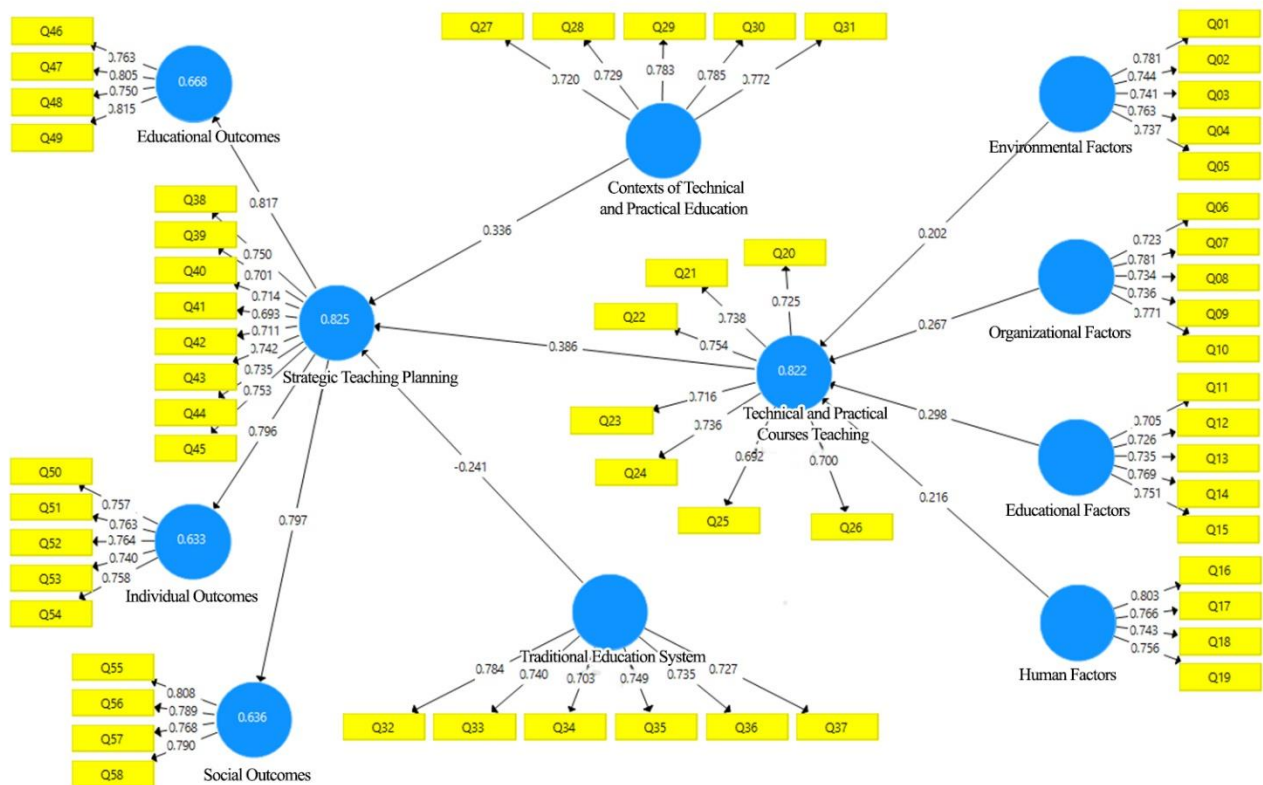 Q46
Q47
Q48
Q49
0.763
0.805
0.750
0.815
0.668
Educational Outcomes
Q27
Q28
Q29
Q30
Q31
0.720
0.729
0.783
0.785
0.772
Contexts of Technical
and Practical Education
Q01
Q02
Q03
Q04
Q05
0.781
0.744
0.741
0.763
0.737
Environmental Factors
0.817
0.336
0.202
Q38
Q39
Q40
Q41
Q42
Q43
Q44
Q45
0.750
0.701
0.714
0.693
0.711
0.742
0.735
0.753
0.825
Strategic Teaching Planning
0.386
Q20
Q21
Q22
Q23
Q24
Q25
Q26
0.725
0.738
0.754
0.716
0.736
0.692
0.700
0.822
Technical and Practical
Courses Teaching
Q06
Q07
Q08
Q09
Q10
0.723
0.781
0.734
0.736
0.771
Organizational Factors
0.267
Q11
Q12
Q13
Q14
Q15
0.705
0.726
0.735
0.769
0.751
Educational Factors
0.298
0.216
Q16
Q17
Q18
Q19
0.803
0.766
0.743
0.756
Human Factors
0.796
0.797
-0.241
Q50
Q51
Q52
Q53
Q54
0.757
0.763
0.764
0.740
0.758
0.633
Individual Outcomes
Q55
Q56
Q57
Q58
0.808
0.789
0.768
0.790
0.636
Social Outcomes
Traditional Education System
0.784
0.740
0.703
0.749
0.735
0.727
Q32
Q33
Q34
Q35
Q36
Q37